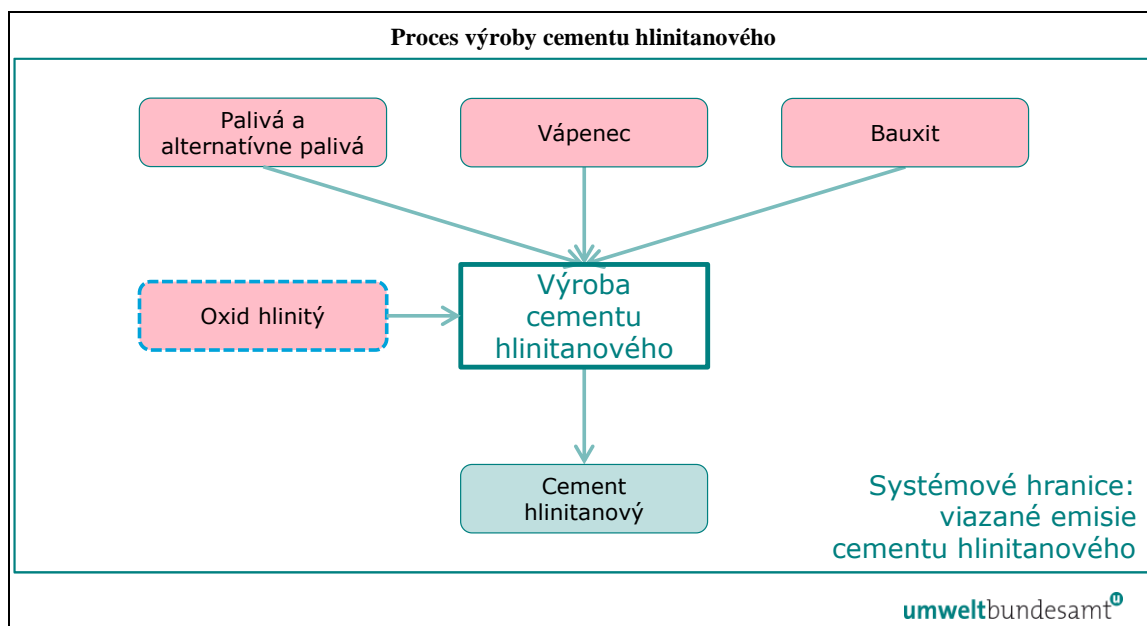 Proces výroby cementu hlinitanového
Palivá a
alternatívne palivá
Vápenec
Bauxit
Oxid hlinitý
Výroba
cementu
hlinitanového
Cement
hlinitanový
Systémové hranice:
viazané emisie
cementu hlinitanového
umweltbundesamt u